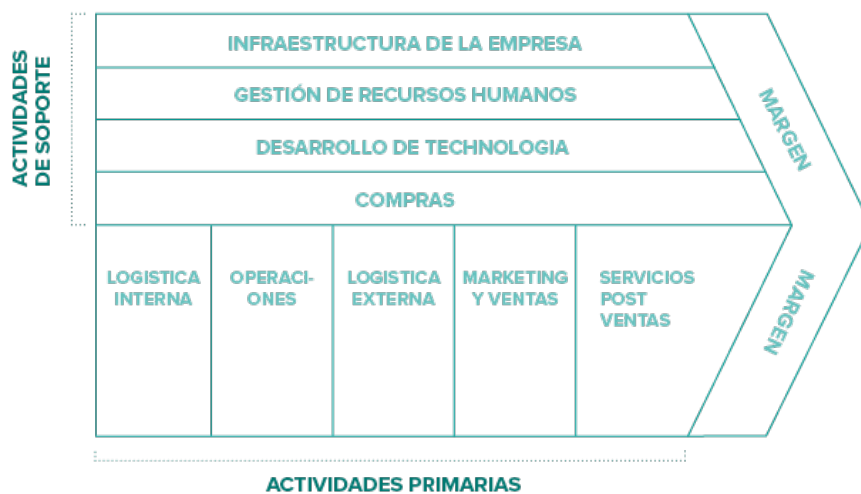 ACTIVIDADES
DE SOPORTE
INFRAESTRUCTURA DE LA EMPRESA
GESTIÓN DE RECURSOS HUMANOS
DESARROLLO DE TECHNOLOGIA
COMPRAS
MARGEN
LOGISTICA
INTERNA
OPERACI-
ONES
LOGISTICA
EXTERNA
MARKETING
Y VENTAS
SERVICIOS
POST
VENTAS
MARGEN
ACTIVIDADES PRIMARIAS